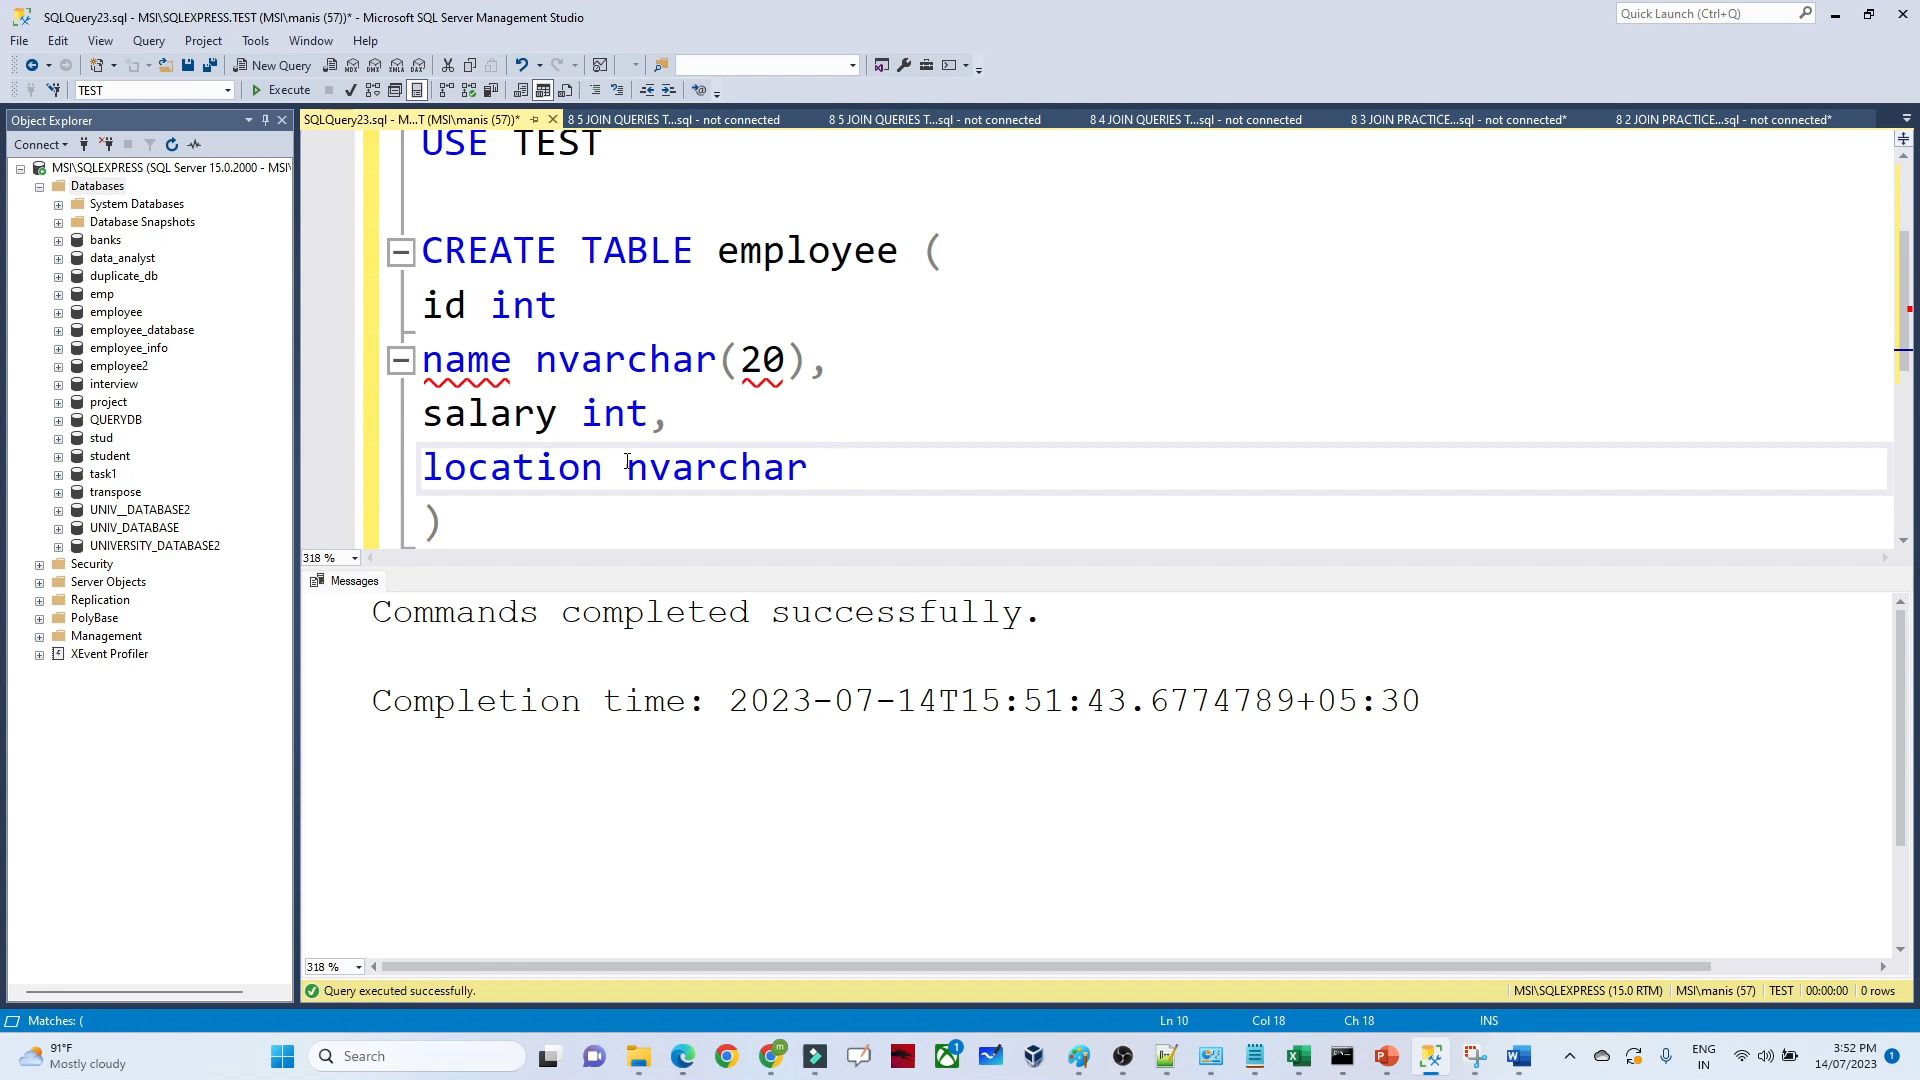 SQLQuery23.sql - MSI\SQLEXPRESS.TEST (MSI\manis (57))* - Microsoft SQL Server Management Studio
Quick Launch (Ctrl+Q)
File Edit View Query Project Tools Window Help
New Query
TEST Execute
Object Explorer
SQLQuery23.sql - M...T (MSI\manis (57))* 8 5 JOIN QUERIES T...sql - not connected 8 5 JOIN QUERIES T...sql - not connected 8 4 JOIN QUERIES T...sql - not connected 8 3 JOIN PRACTICE...sql - not connected* 8 2 JOIN PRACTICE...sql - not connected*
Connect
MSI\SQLEXPRESS (SQL Server 15.0.2000 - MSI\
Databases
System Databases
Database Snapshots
banks
data_analyst
duplicate_db
emp
employee
employee_database
employee_info
employee2
interview
project
QUERYDB
stud
student
task1
transpose
UNIV__DATABASE2
UNIV_DATABASE
UNIVERSITY_DATABASE2
Security
Server Objects
Replication
PolyBase
Management
XEvent Profiler
USE TEST
CREATE TABLE employee (
id int
name nvarchar(20),
salary int,
location nvarchar
)
318 %
Messages
Commands completed successfully.
Completion time: 2023-07-14T15:51:43.6774789+05:30
318 %
Query executed successfully. MSI\SQLEXPRESS (15.0 RTM) MSI\manis (57) TEST 00:00:00 0 rows
Matches: ( Ln 10 Col 18 Ch 18 INS
91°F
Mostly cloudy
Search
1
m
ENG
IN
3:52 PM
14/07/2023
1